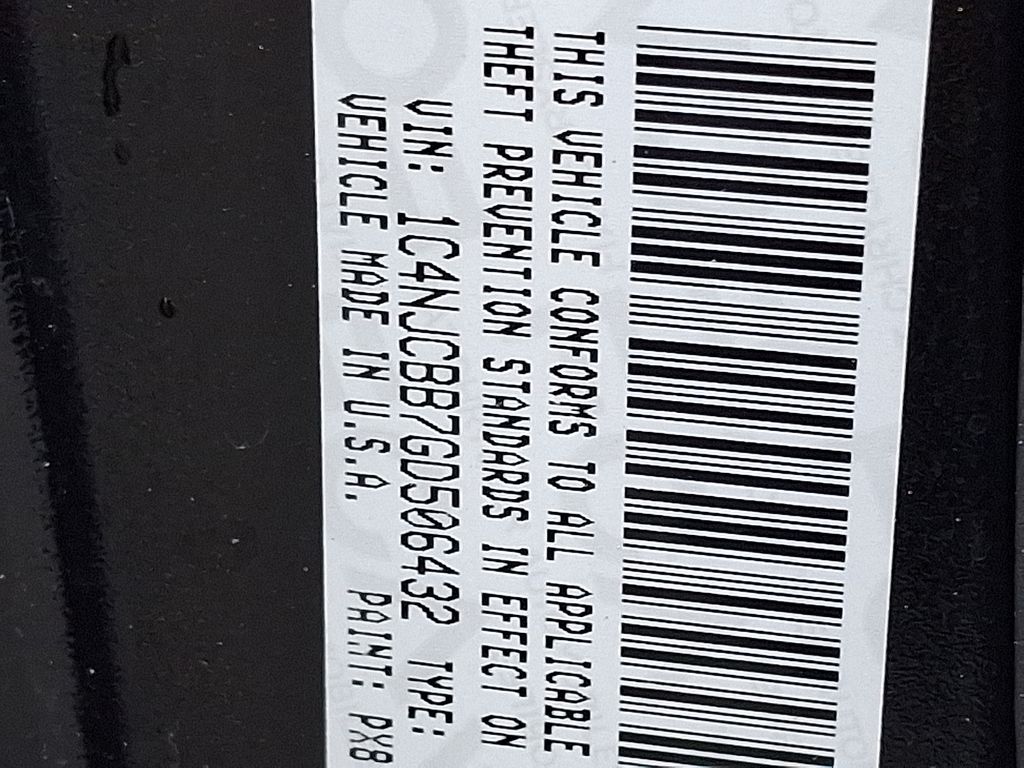 THIS VEHICLE CONFORMS TO ALL APPLICABLE
THEFT PREVENTION STANDARDS IN EFFECT ON
VIN: 1C4NJCBB7GD506432 TYPE:
VEHICLE MADE IN U.S.A. PAINT: PX8